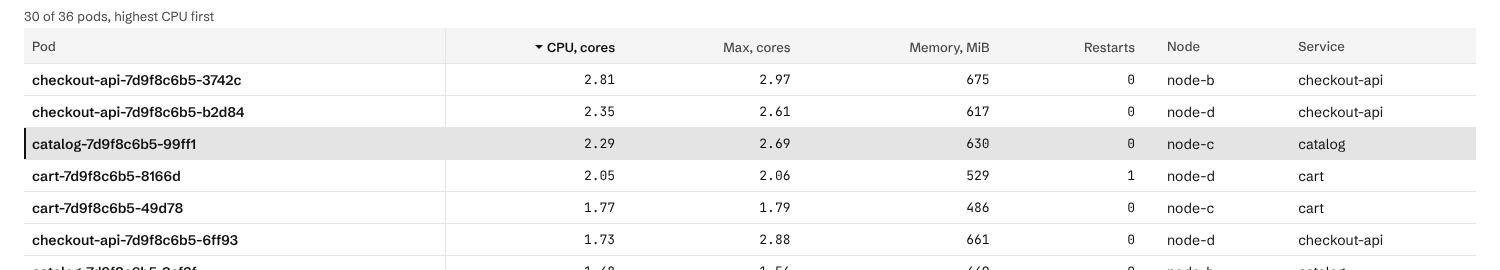 30 of 36 pods, highest CPU first
Pod CPU, cores Max, cores Memory, MiB Restarts Node Service
checkout-api-7d9f8c6b5-3742c 2.81 2.97 675 0 node-b checkout-api
checkout-api-7d9f8c6b5-b2d84 2.35 2.61 617 0 node-d checkout-api
catalog-7d9f8c6b5-99ff1 2.29 2.69 630 0 node-c catalog
cart-7d9f8c6b5-8166d 2.05 2.06 529 1 node-d cart
cart-7d9f8c6b5-49d78 1.77 1.79 486 0 node-c cart
checkout-api-7d9f8c6b5-6ff93 1.73 2.88 661 0 node-d checkout-api